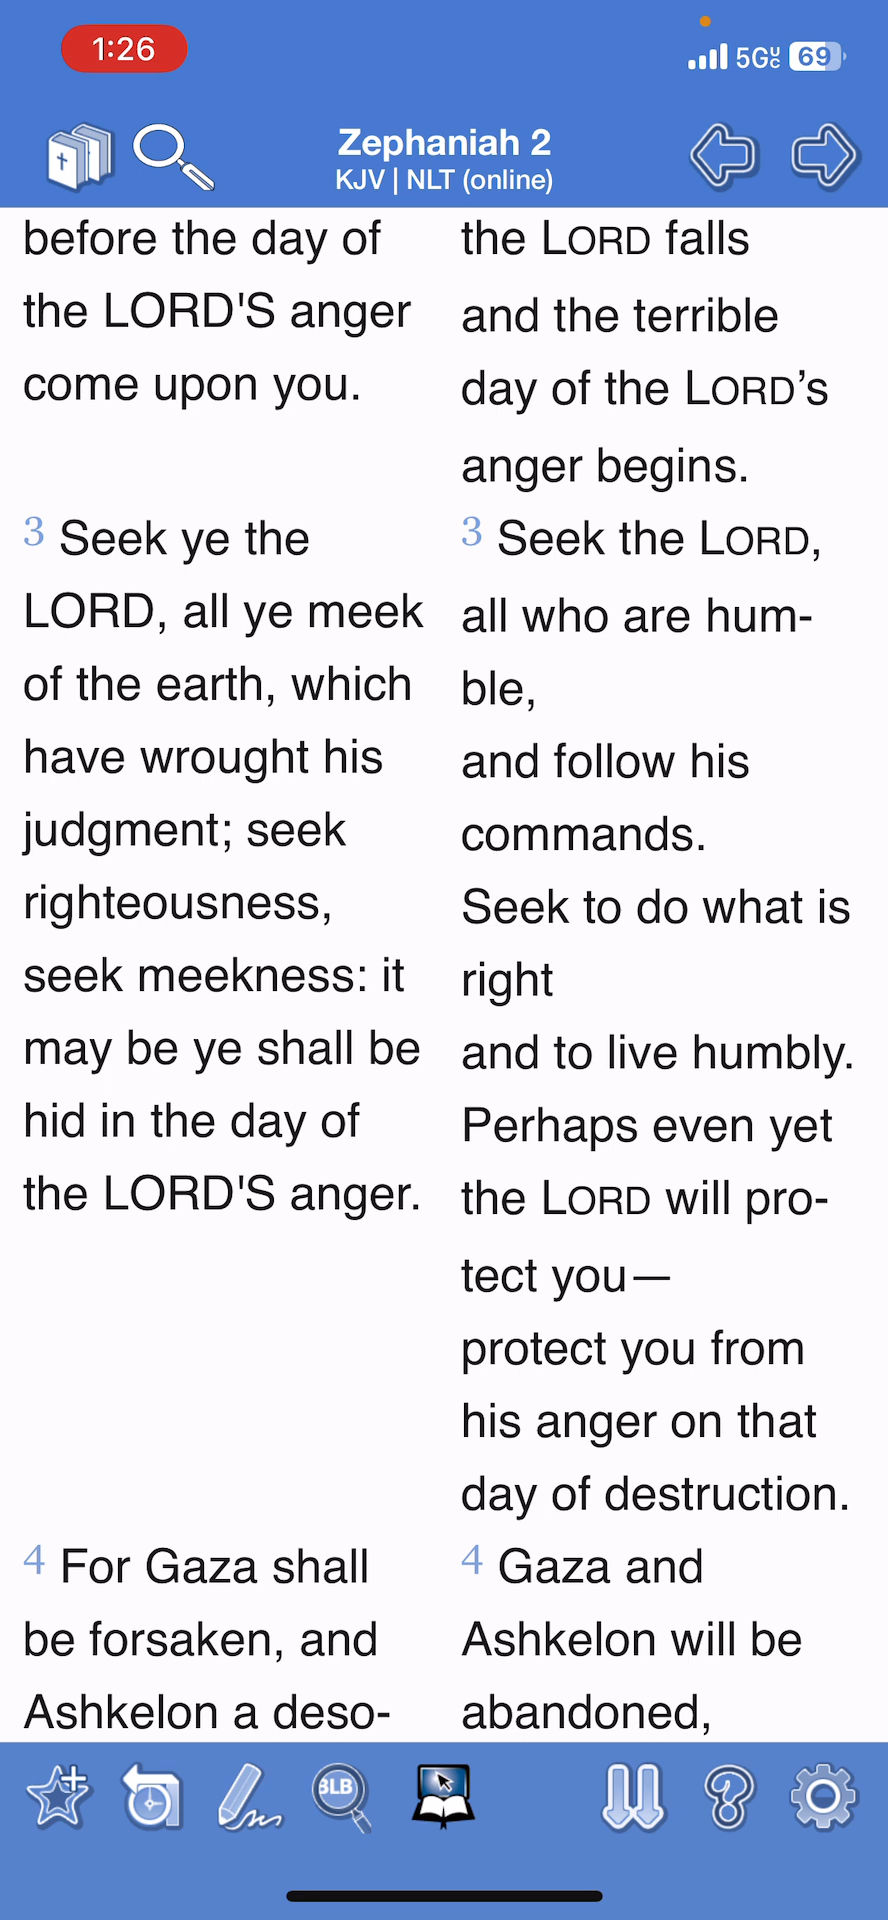 1:26
5G UC 69
Zephaniah 2
KJV | NLT (online)
before the day of
the LORD'S anger
come upon you.
3 Seek ye the
LORD, all ye meek
of the earth, which
have wrought his
judgment; seek
righteousness,
seek meekness: it
may be ye shall be
hid in the day of
the LORD'S anger.
4 For Gaza shall
be forsaken, and
Ashkelon a deso-
the LORD falls
and the terrible
day of the LORD’s
anger begins.
3 Seek the LORD,
all who are hum-
ble,
and follow his
commands.
Seek to do what is
right
and to live humbly.
Perhaps even yet
the LORD will pro-
tect you—
protect you from
his anger on that
day of destruction.
4 Gaza and
Ashkelon will be
abandoned,
BLB